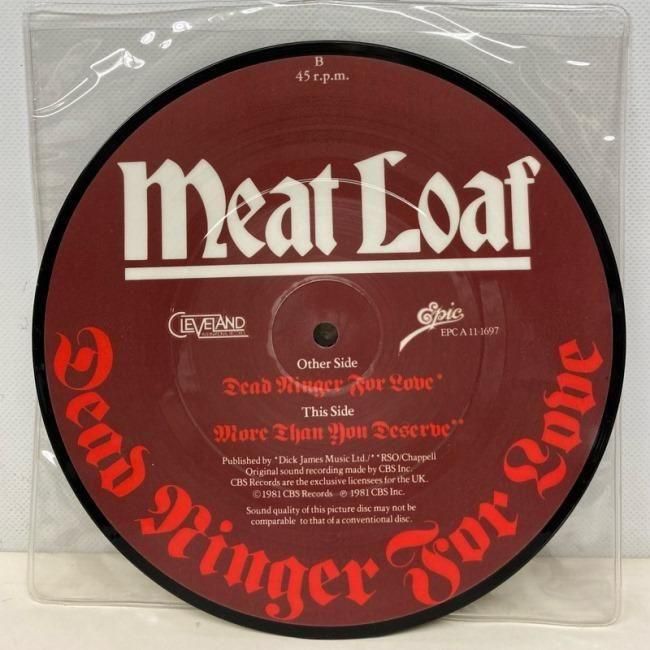 B
45 r.p.m.
Meat Loaf
CLEVELAND
Epic
EPC A 11-1697
Other Side
Dead Ringer For Love*
This Side
More Than You Deserve**
Published by *Dick James Music Ltd./**RSO/Chappell
Original sound recording made by CBS Inc.
CBS Records are the exclusive licensees for the UK.
© 1981 CBS Records ℗ 1981 CBS Inc.
Sound quality of this picture disc may not be
comparable to that of a conventional disc.
Dead Ringer For Love